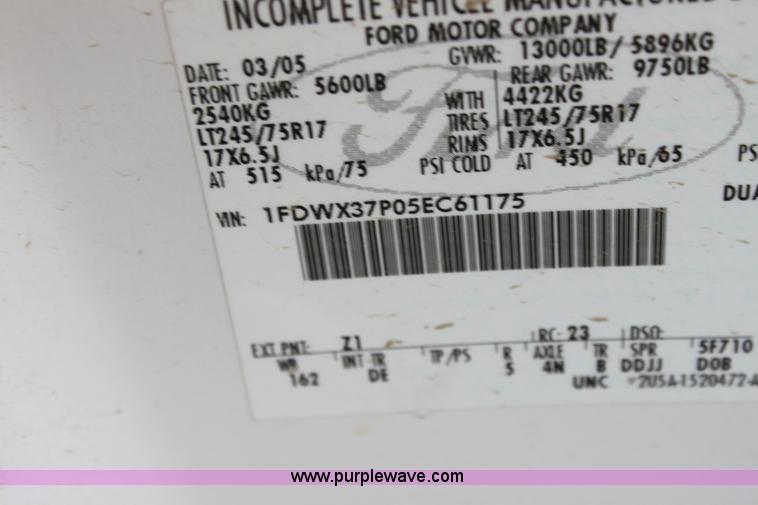 INCOMPLETE VEHICLE MANUFACTURED
FORD MOTOR COMPANY
DATE: 03/05 GVWR: 13000LB/ 5896KG
FRONT GAWR: 5600LB REAR GAWR: 9750LB
2540KG WITH 4422KG
LT245/75R17 TIRES LT245/75R17
17X6.5J RIMS 17X6.5J
AT 515 kPa/75 PSI COLD AT 450 kPa/65 PS
VIN: 1FDWX37P05EC61175 DUA
EXT PNT: Z1 RC: 23 DSO:
WB INT TR TP/PS R AXLE TR SPR 5F710
162 DE 5 4N B DDJJ DOB
UNC 2U5A-1520472-A
www.purplewave.com